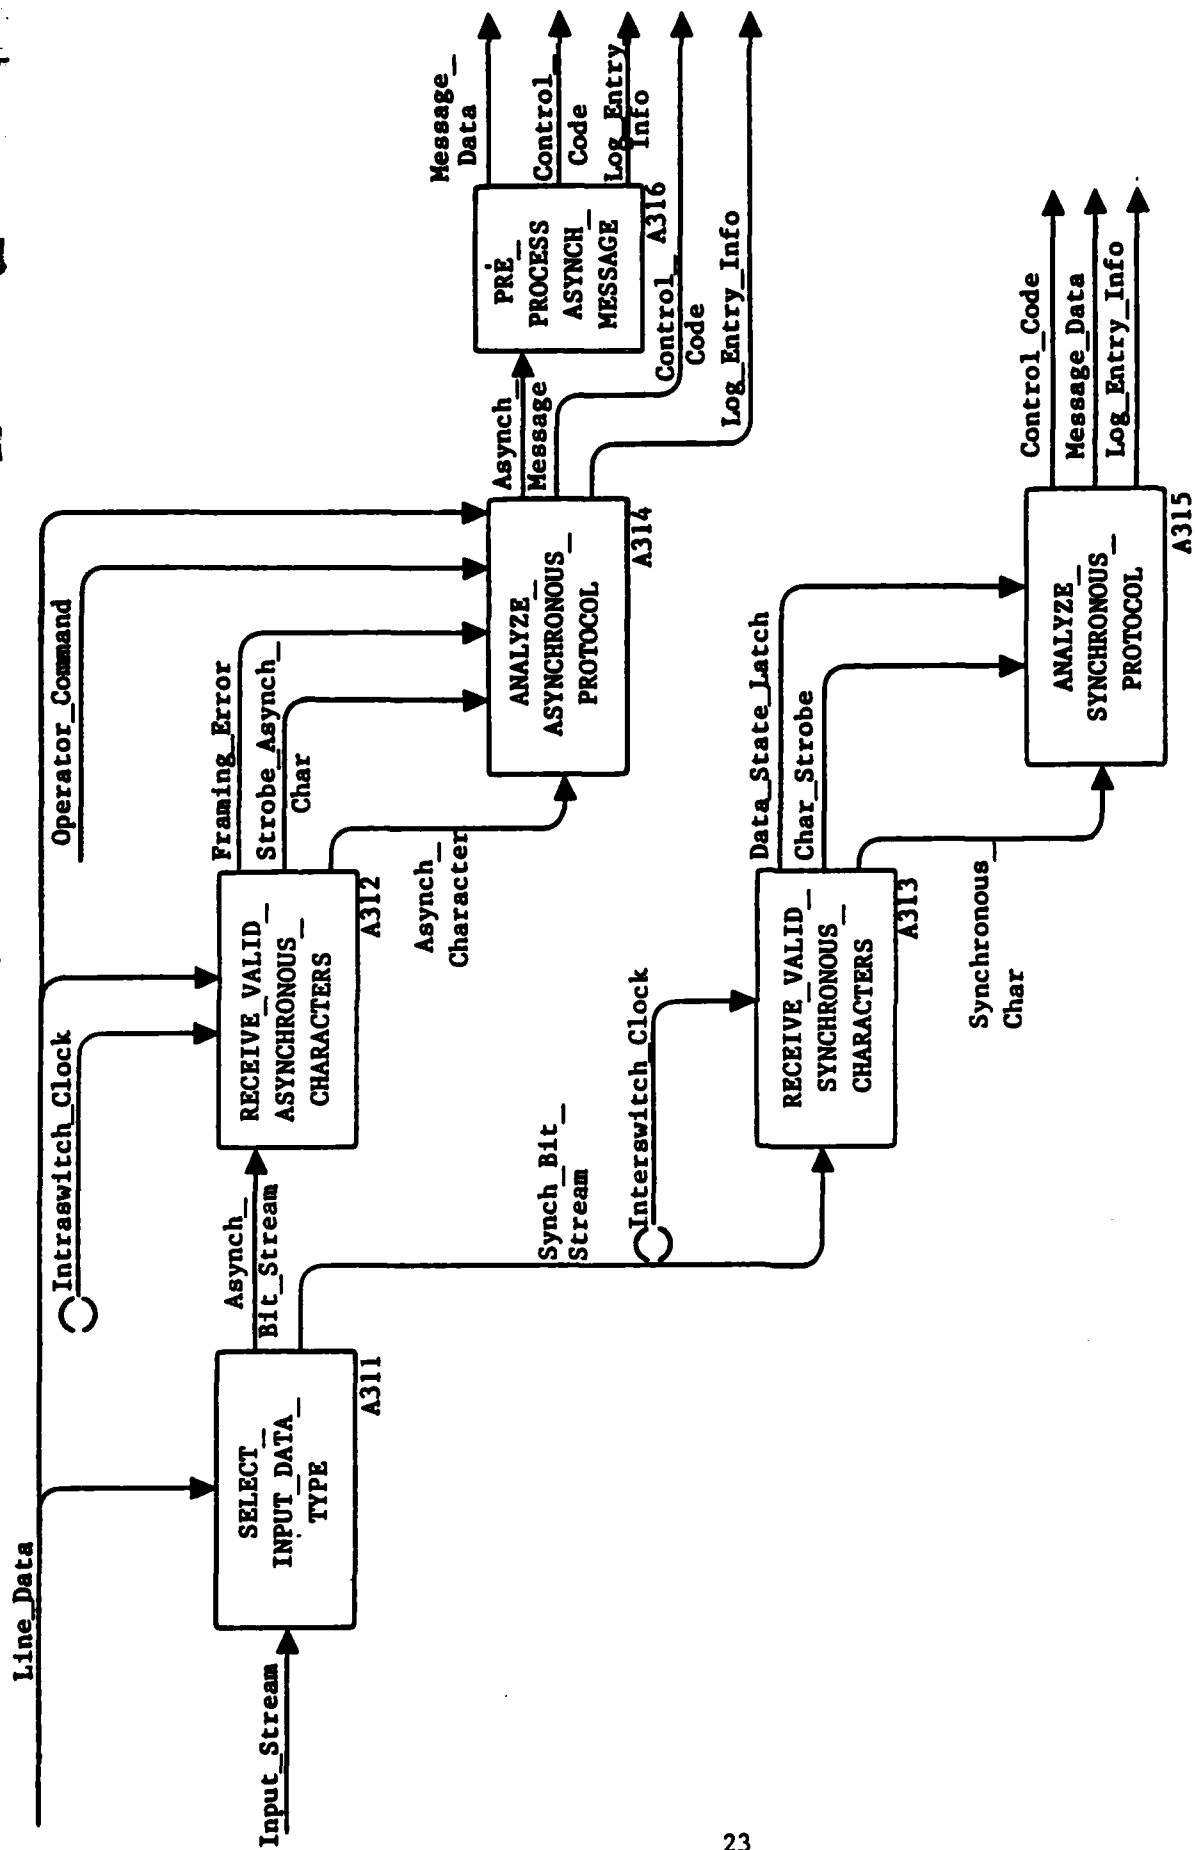 Line_Data
Input_Stream
SELECT_
INPUT_DATA_
TYPE
A311
Intraswitch_Clock
Asynch_
Bit_Stream
Synch_Bit_
Stream
Interswitch_Clock
RECEIVE_VALID_
ASYNCHRONOUS_
CHARACTERS
A312
RECEIVE_VALID_
SYNCHRONOUS_
CHARACTERS
A313
Operator_Command
Framing_Error
Strobe_Asynch_
Char
Asynch_
Character
Data_State_Latch
Char_Strobe
Synchronous_
Char
ANALYZE_
ASYNCHRONOUS_
PROTOCOL
A314
ANALYZE_
SYNCHRONOUS_
PROTOCOL
A315
Asynch_
Message
Control_
Code
Log_Entry_Info
PRE_
PROCESS
ASYNCH_
MESSAGE
A316
Message_
Data
Control_
Code
Log_Entry_
Info
Control_Code
Message_Data
Log_Entry_Info
23